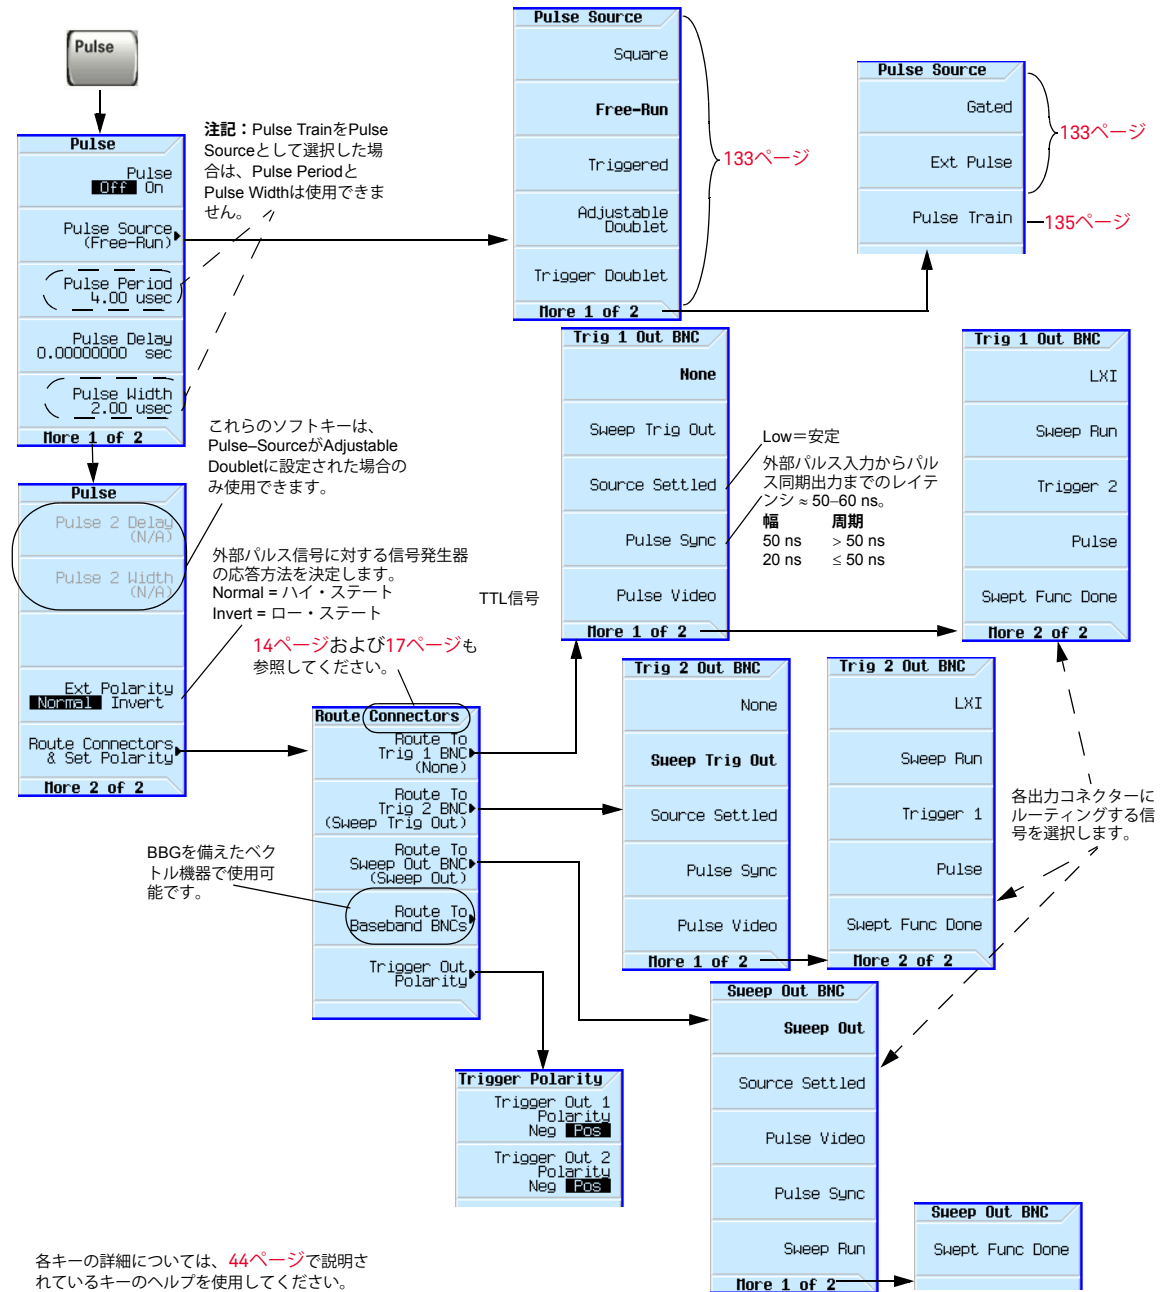 Pulse
Pulse
Pulse
Off On
Pulse Source
(Free-Run)
Pulse Period
4.00 usec
Pulse Delay
0.00000000 sec
Pulse Width
2.00 usec
More 1 of 2
注記：Pulse TrainをPulse
Sourceとして選択した場
合は、Pulse Periodと
Pulse Widthは使用できま
せん。
Pulse Source
Square
Free-Run
Triggered
Adjustable
Doublet
Trigger Doublet
More 1 of 2
133ページ
Pulse Source
Gated
Ext Pulse
Pulse Train
133ページ
135ページ
Pulse
Pulse 2 Delay
(N/A)
Pulse 2 Width
(N/A)
Ext Polarity
Normal Invert
Route Connectors
& Set Polarity
More 2 of 2
これらのソフトキーは、
Pulse–SourceがAdjustable
Doubletに設定された場合の
み使用できます。
外部パルス信号に対する信号発生器
の応答方法を決定します。
Normal = ハイ・ステート
Invert = ロー・ステート
14ページおよび17ページも
参照してください。
TTL信号
Trig 1 Out BNC
None
Sweep Trig Out
Source Settled
Pulse Sync
Pulse Video
More 1 of 2
Low＝安定
外部パルス入力からパル
ス同期出力までのレイテ
ンシ ≈ 50–60 ns。
幅 周期
50 ns > 50 ns
20 ns ≤ 50 ns
Trig 1 Out BNC
LXI
Sweep Run
Trigger 2
Pulse
Swept Func Done
More 2 of 2
Route Connectors
Route To
Trig 1 BNC
(None)
Route To
Trig 2 BNC
(Sweep Trig Out)
Route To
Sweep Out BNC
(Sweep Out)
Route To
Baseband BNCs
Trigger Out
Polarity
BBGを備えたベク
トル機器で使用可
能です。
Trig 2 Out BNC
None
Sweep Trig Out
Source Settled
Pulse Sync
Pulse Video
More 1 of 2
Trig 2 Out BNC
LXI
Sweep Run
Trigger 1
Pulse
Swept Func Done
More 2 of 2
各出力コネクターに
ルーティングする信
号を選択します。
Trigger Polarity
Trigger Out 1
Polarity
Neg Pos
Trigger Out 2
Polarity
Neg Pos
Sweep Out BNC
Sweep Out
Source Settled
Pulse Video
Pulse Sync
Sweep Run
More 1 of 2
Sweep Out BNC
Swept Func Done
各キーの詳細については、44ページで説明さ
れているキーのヘルプを使用してください。